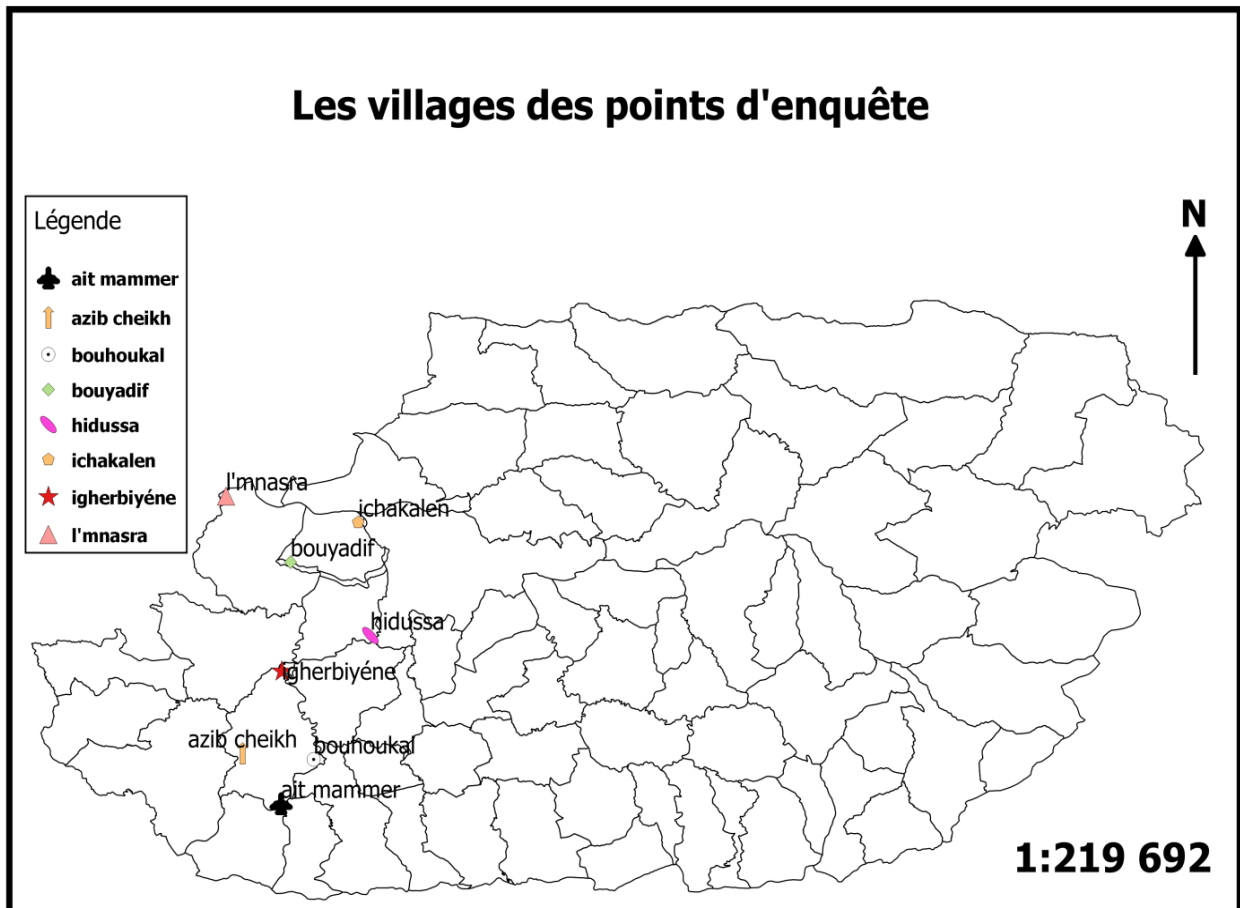 Les villages des points d'enquête
N
Légende
ait mammer
azib cheikh
bouhoukal
bouyadif
hidussa
ichakalen
igherbiyéne
l'mnasra
l'mnasra
ichakalen
bouyadif
hidussa
igherbiyéne
azib cheikh
bouhoukal
ait mammer
1:219 692